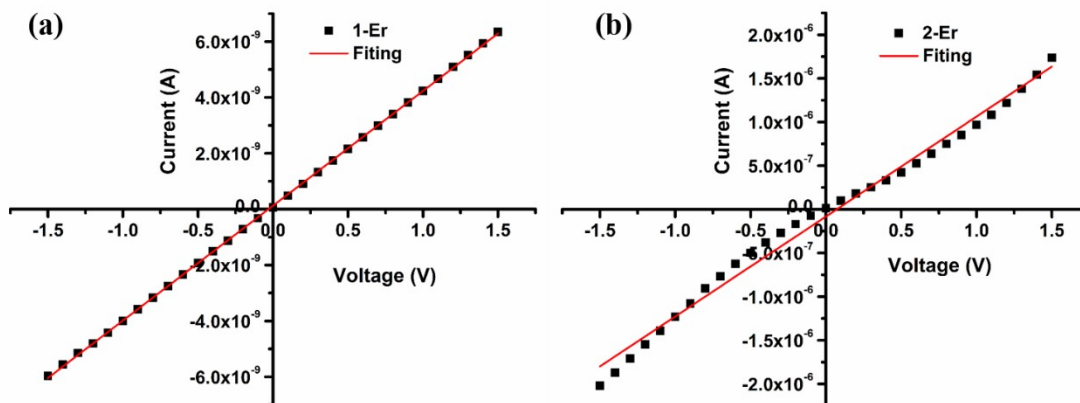 (a)
1-Er
Fiting
Current (A)
6.0x10⁻⁹
4.0x10⁻⁹
2.0x10⁻⁹
0.0
-2.0x10⁻⁹
-4.0x10⁻⁹
-6.0x10⁻⁹
-1.5 -1.0 -0.5 0.0 0.5 1.0 1.5
Voltage (V)
(b)
2-Er
Fiting
Current (A)
2.0x10⁻⁶
1.5x10⁻⁶
1.0x10⁻⁶
5.0x10⁻⁷
0.0
-5.0x10⁻⁷
-1.0x10⁻⁶
-1.5x10⁻⁶
-2.0x10⁻⁶
-1.5 -1.0 -0.5 0.0 0.5 1.0 1.5
Voltage (V)